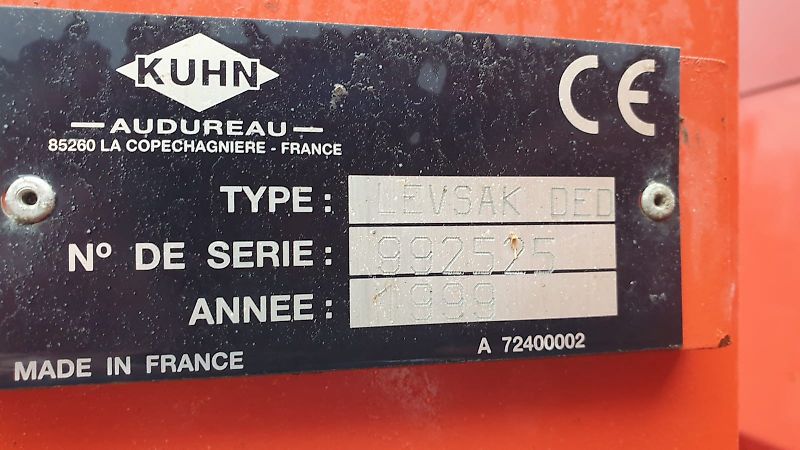 KUHN
AUDUREAU
85260 LA COPECHAGNIERE - FRANCE
CE
TYPE : LEVSAK DED
Nº DE SERIE : 992525
ANNEE : 1999
MADE IN FRANCE
A 72400002